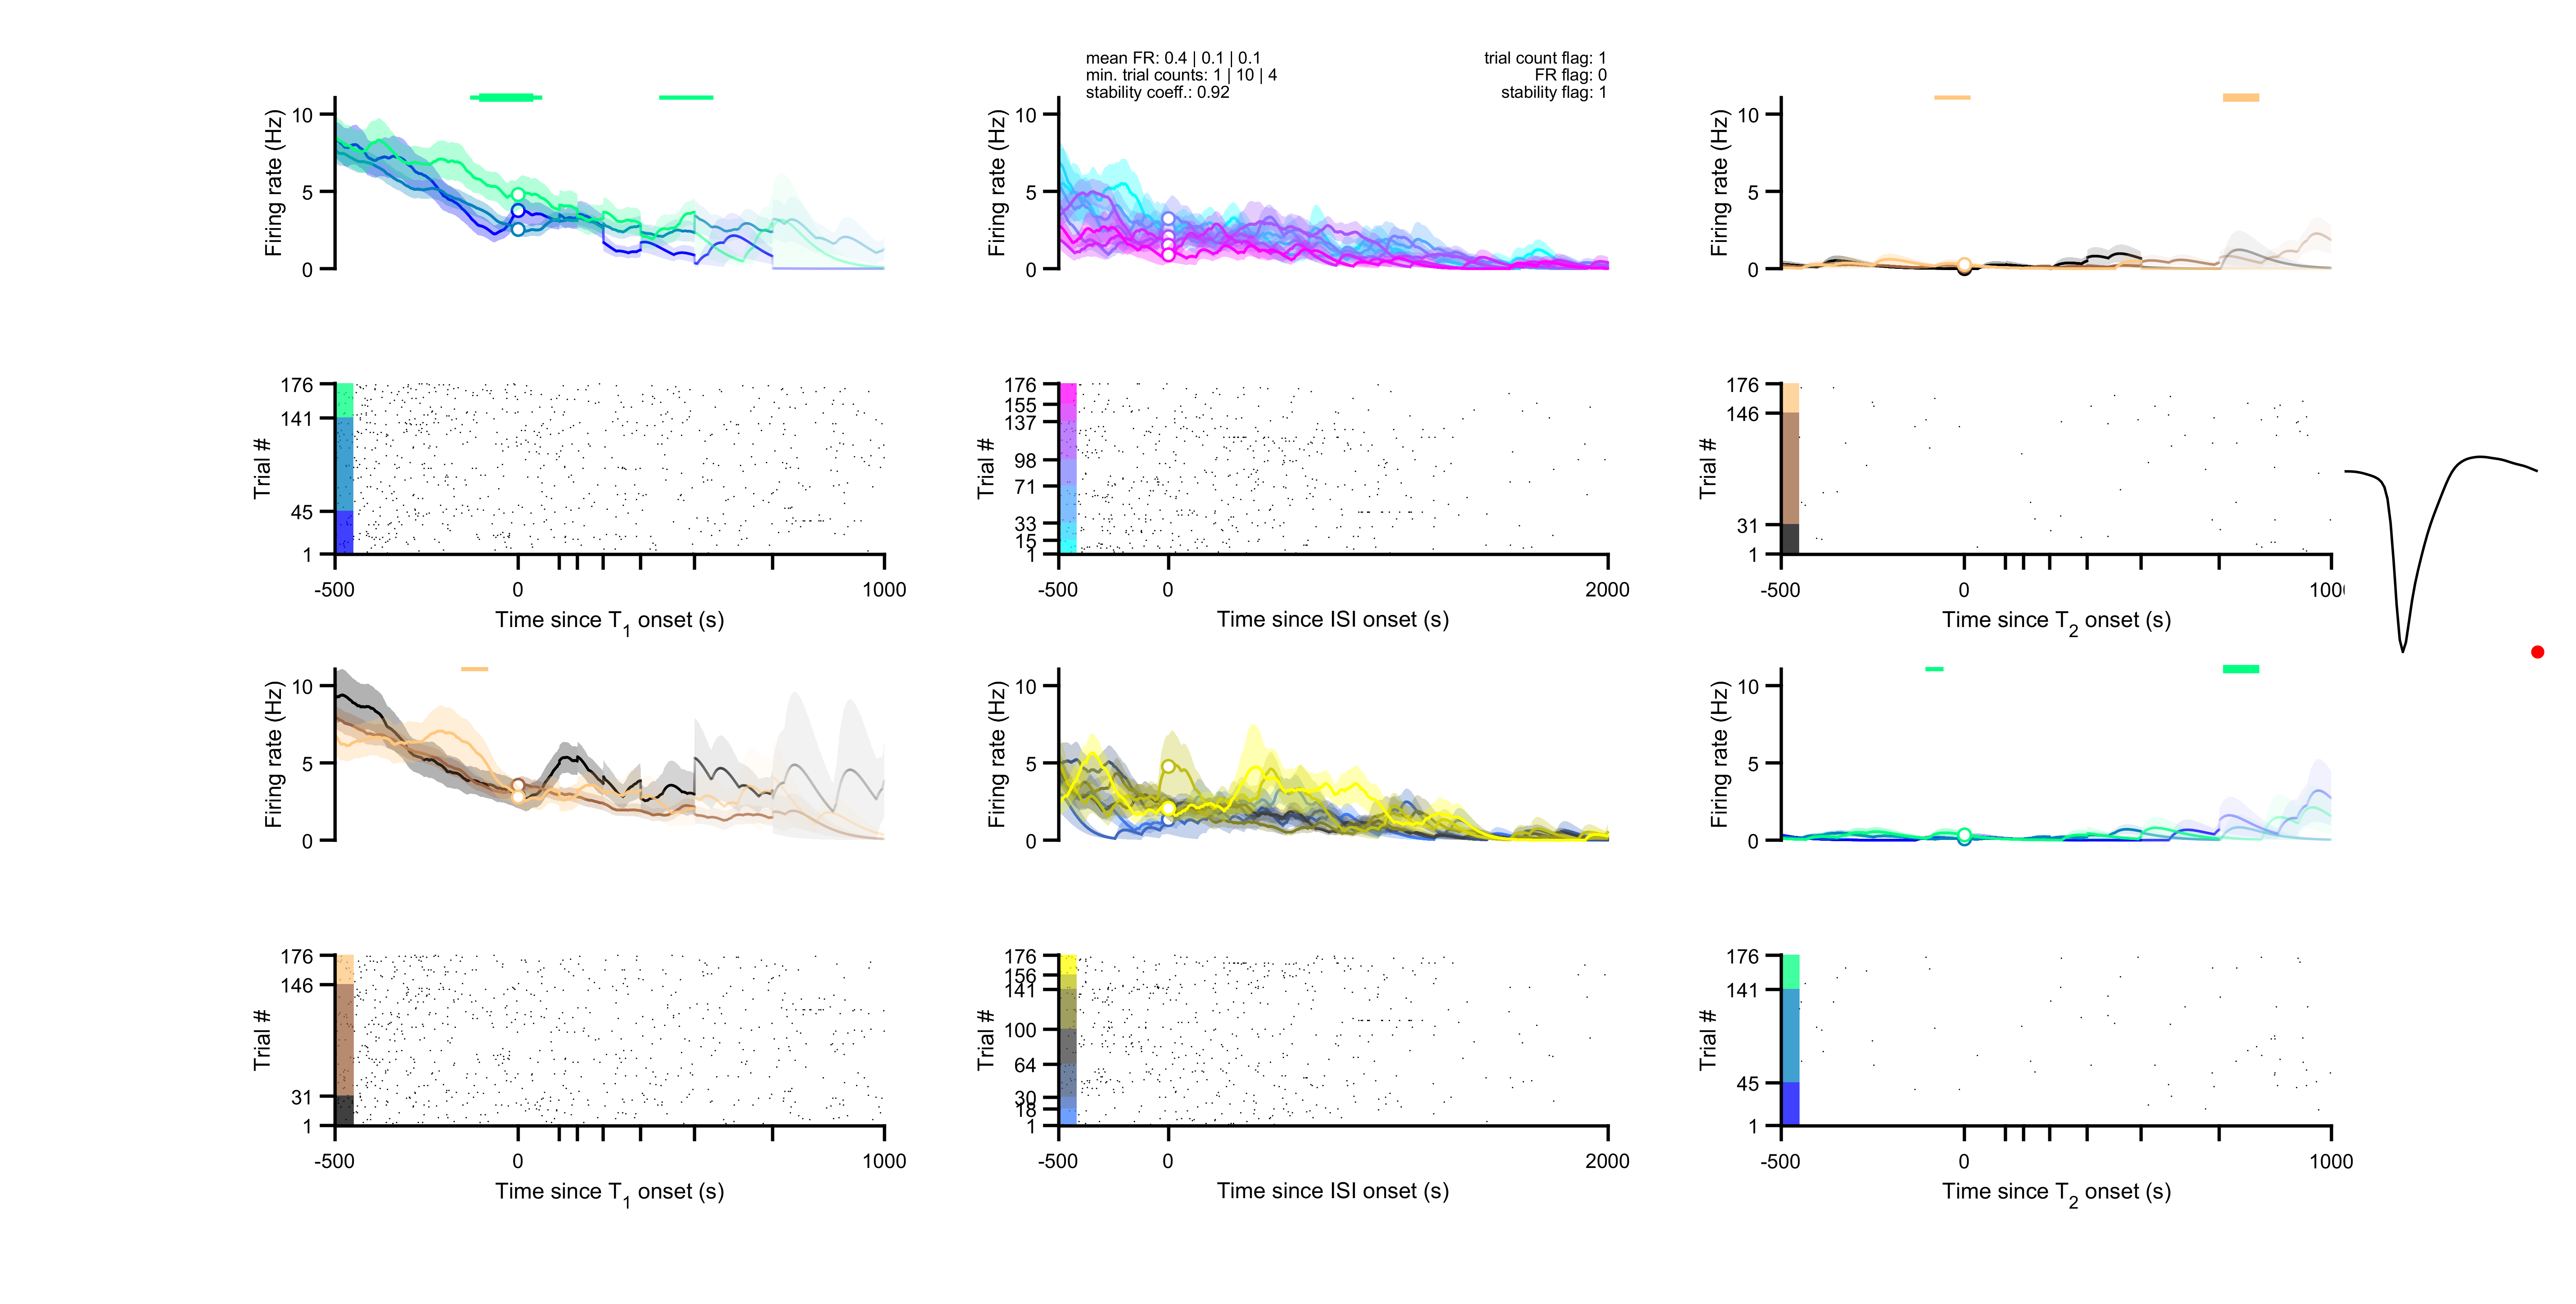 mean FR: 0.4 | 0.1 | 0.1
min. trial counts: 1 | 10 | 4
stability coeff.: 0.92
trial count flag: 1
FR flag: 0
stability flag: 1
Firing rate (Hz)
10
5
0
Firing rate (Hz)
10
5
0
Firing rate (Hz)
10
5
0
Trial #
176
141
45
1
-500
0
1000
Time since T1 onset (s)
Trial #
176
155
137
98
71
33
15
1
-500
0
2000
Time since ISI onset (s)
Trial #
176
146
31
1
-500
0
1000
Time since T2 onset (s)
Firing rate (Hz)
10
5
0
Firing rate (Hz)
10
5
0
Firing rate (Hz)
10
5
0
Trial #
176
146
31
1
-500
0
1000
Time since T1 onset (s)
Trial #
176
156
141
100
64
30
18
1
-500
0
2000
Time since ISI onset (s)
Trial #
176
141
45
1
-500
0
1000
Time since T2 onset (s)